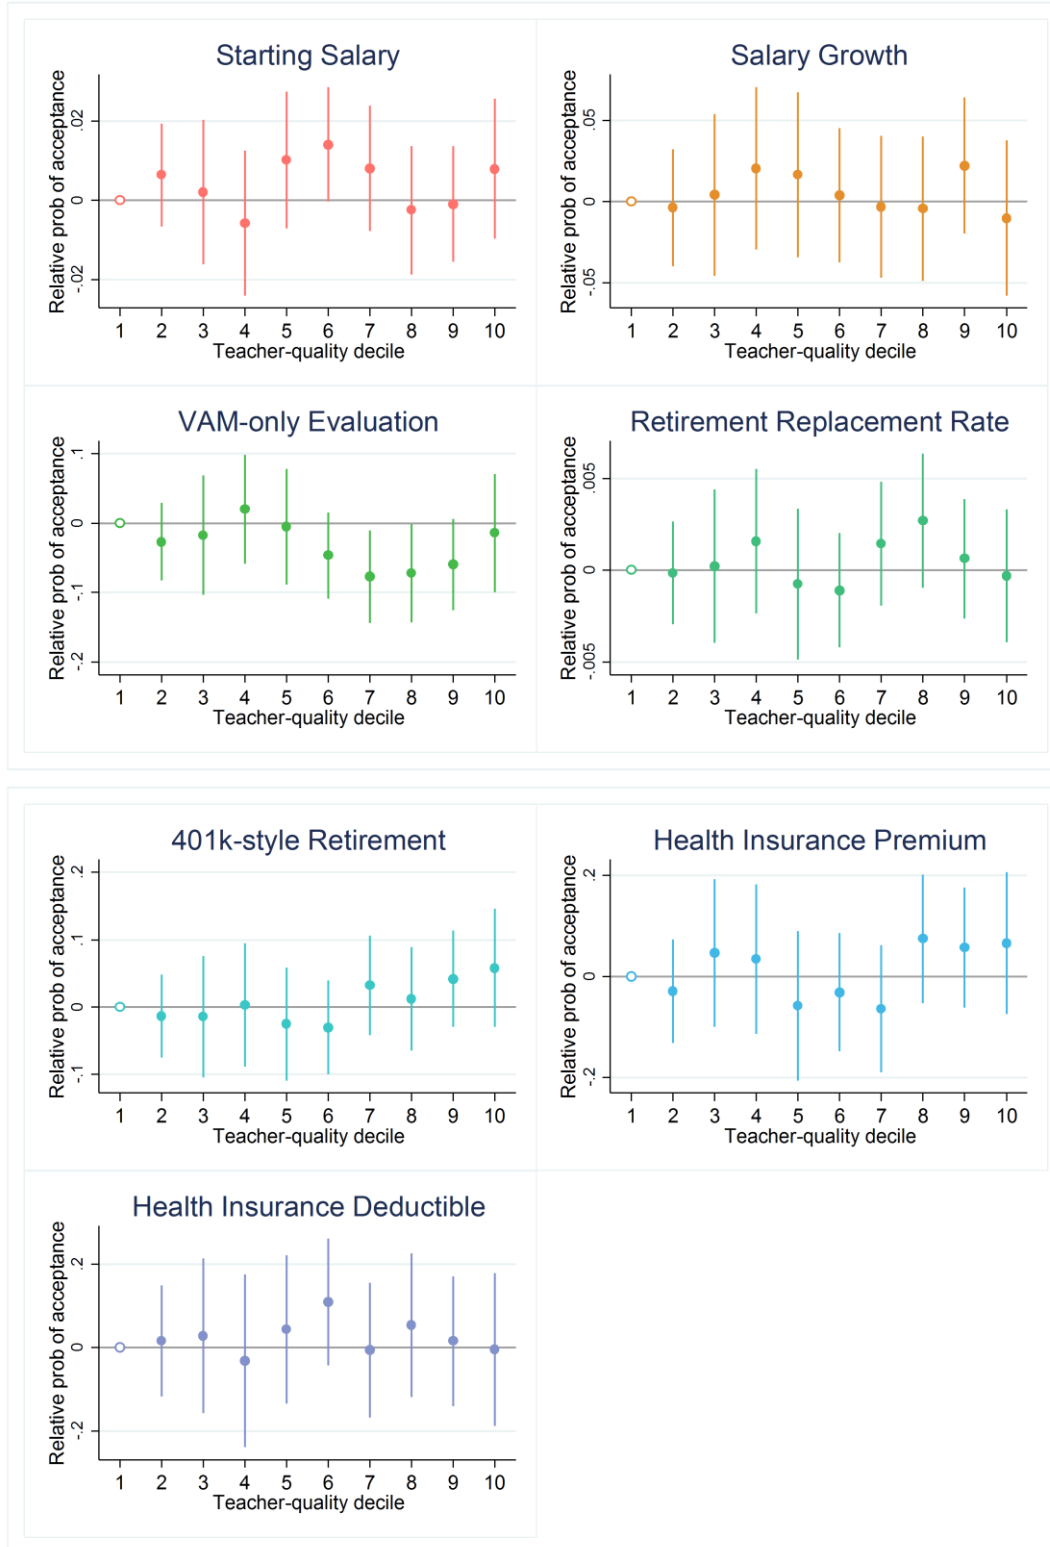 Starting Salary
Relative prob of acceptance
.02
0
-.02
1 2 3 4 5 6 7 8 9 10
Teacher-quality decile
Salary Growth
Relative prob of acceptance
.05
0
-.05
1 2 3 4 5 6 7 8 9 10
Teacher-quality decile
VAM-only Evaluation
Relative prob of acceptance
.1
0
-.1
-.2
1 2 3 4 5 6 7 8 9 10
Teacher-quality decile
Retirement Replacement Rate
Relative prob of acceptance
.005
0
-.005
1 2 3 4 5 6 7 8 9 10
Teacher-quality decile
401k-style Retirement
Relative prob of acceptance
.2
.1
0
-.1
1 2 3 4 5 6 7 8 9 10
Teacher-quality decile
Health Insurance Premium
Relative prob of acceptance
.2
0
-.2
1 2 3 4 5 6 7 8 9 10
Teacher-quality decile
Health Insurance Deductible
Relative prob of acceptance
.2
0
-.2
1 2 3 4 5 6 7 8 9 10
Teacher-quality decile